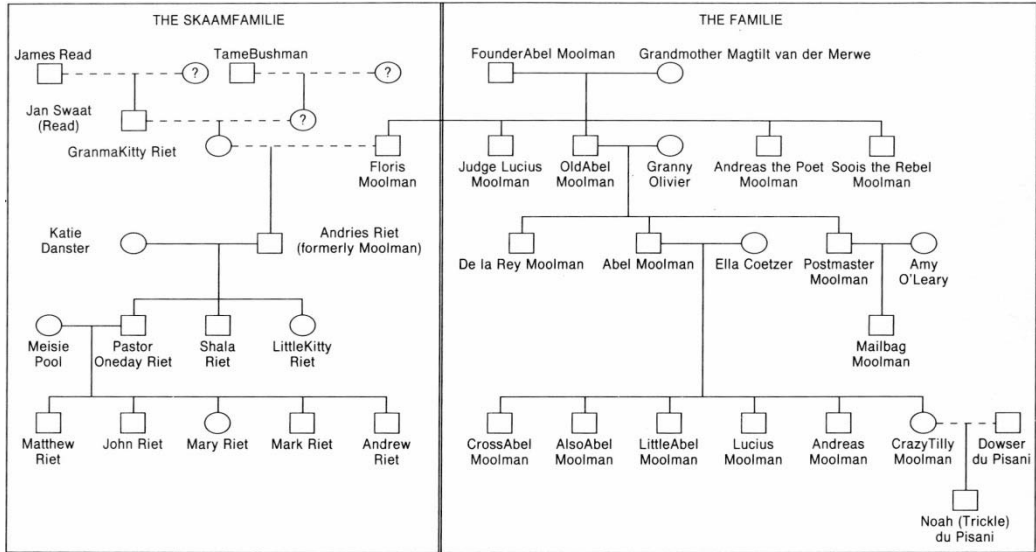 THE SKAAMFAMILIE
James Read
TameBushman
?
?
Jan Swaat
(Read)
?
GranmaKitty Riet
Floris
Moolman
Katie
Danster
Andries Riet
(formerly Moolman)
Meisie
Pool
Pastor
Oneday Riet
Shala
Riet
LittleKitty
Riet
Matthew
Riet
John Riet
Mary Riet
Mark Riet
Andrew
Riet
THE FAMILIE
FounderAbel Moolman
Grandmother Magtilt van der Merwe
Judge Lucius
Moolman
OldAbel
Moolman
Granny
Olivier
Andreas the Poet
Moolman
Soois the Rebel
Moolman
De la Rey Moolman
Abel Moolman
Ella Coetzer
Postmaster
Moolman
Amy
O'Leary
Mailbag
Moolman
CrossAbel
Moolman
AlsoAbel
Moolman
LittleAbel
Moolman
Lucius
Moolman
Andreas
Moolman
CrazyTilly
Moolman
Dowser
du Pisani
Noah (Trickle)
du Pisani